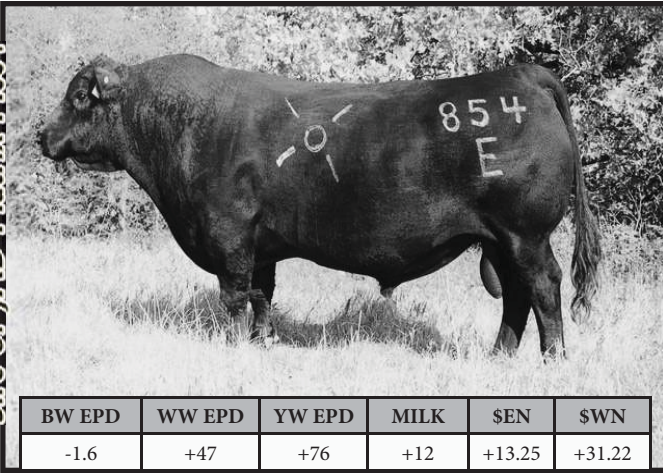 854
E
BW EPD WW EPD YW EPD MILK $EN $WN
-1.6 +47 +76 +12 +13.25 +31.22